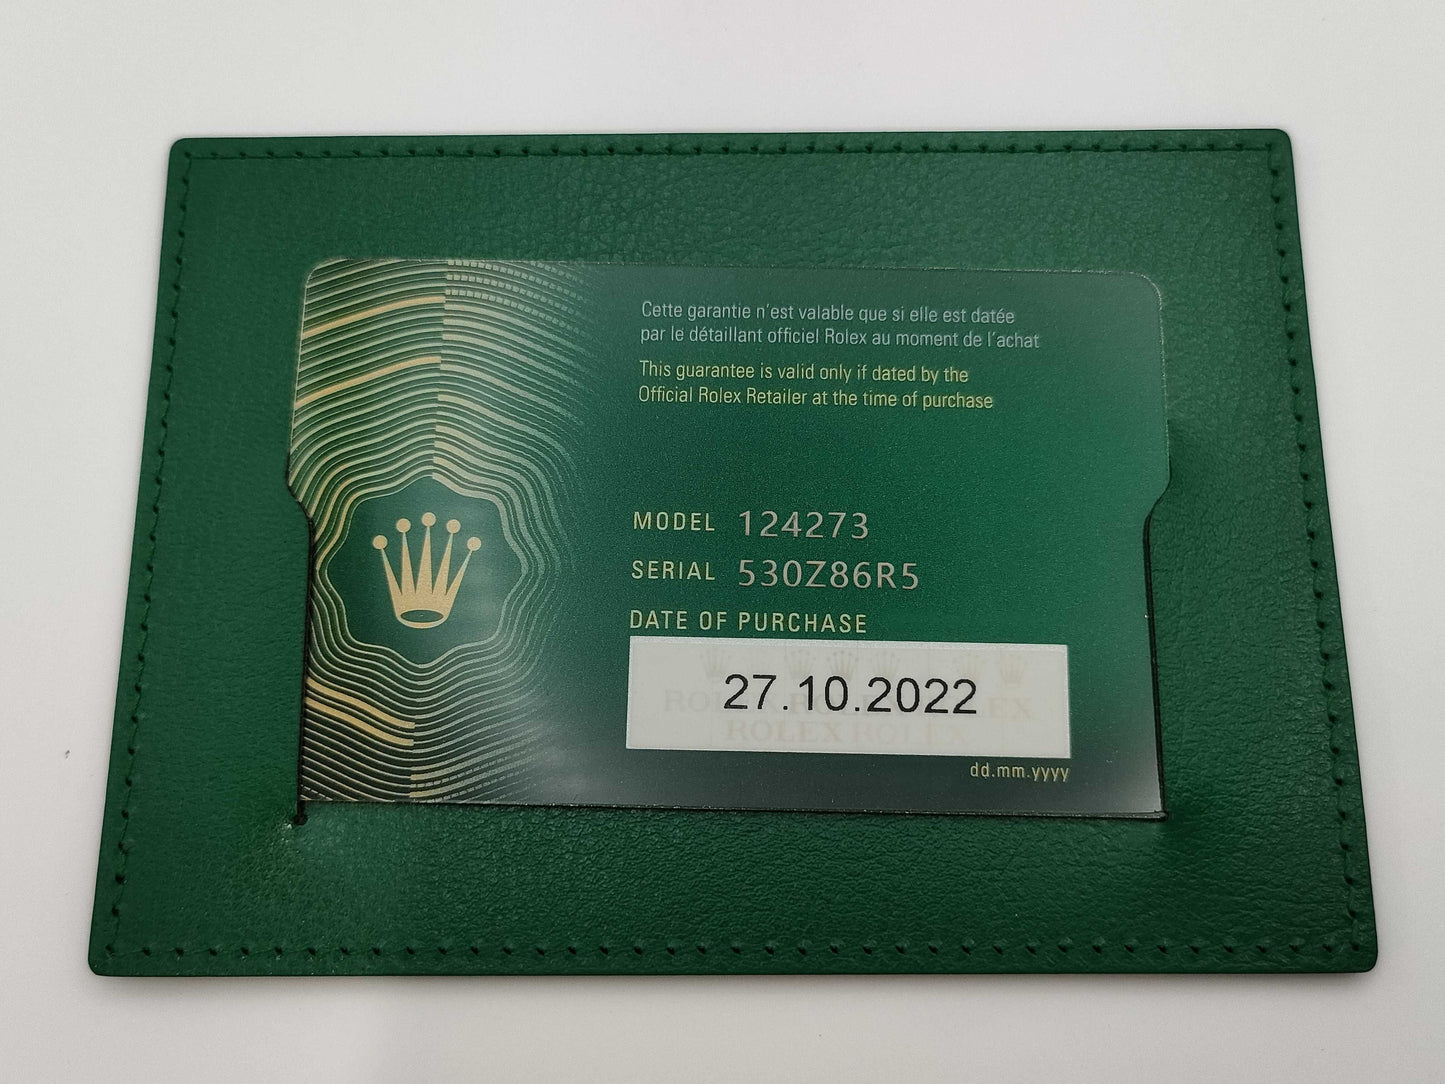 Cette garantie n'est valable que si elle est datée
par le détaillant officiel Rolex au moment de l'achat
This guarantee is valid only if dated by the
Official Rolex Retailer at the time of purchase
MODEL 124273
SERIAL 530Z86R5
DATE OF PURCHASE
27.10.2022
ROLEX ROLEX
dd.mm.yyyy